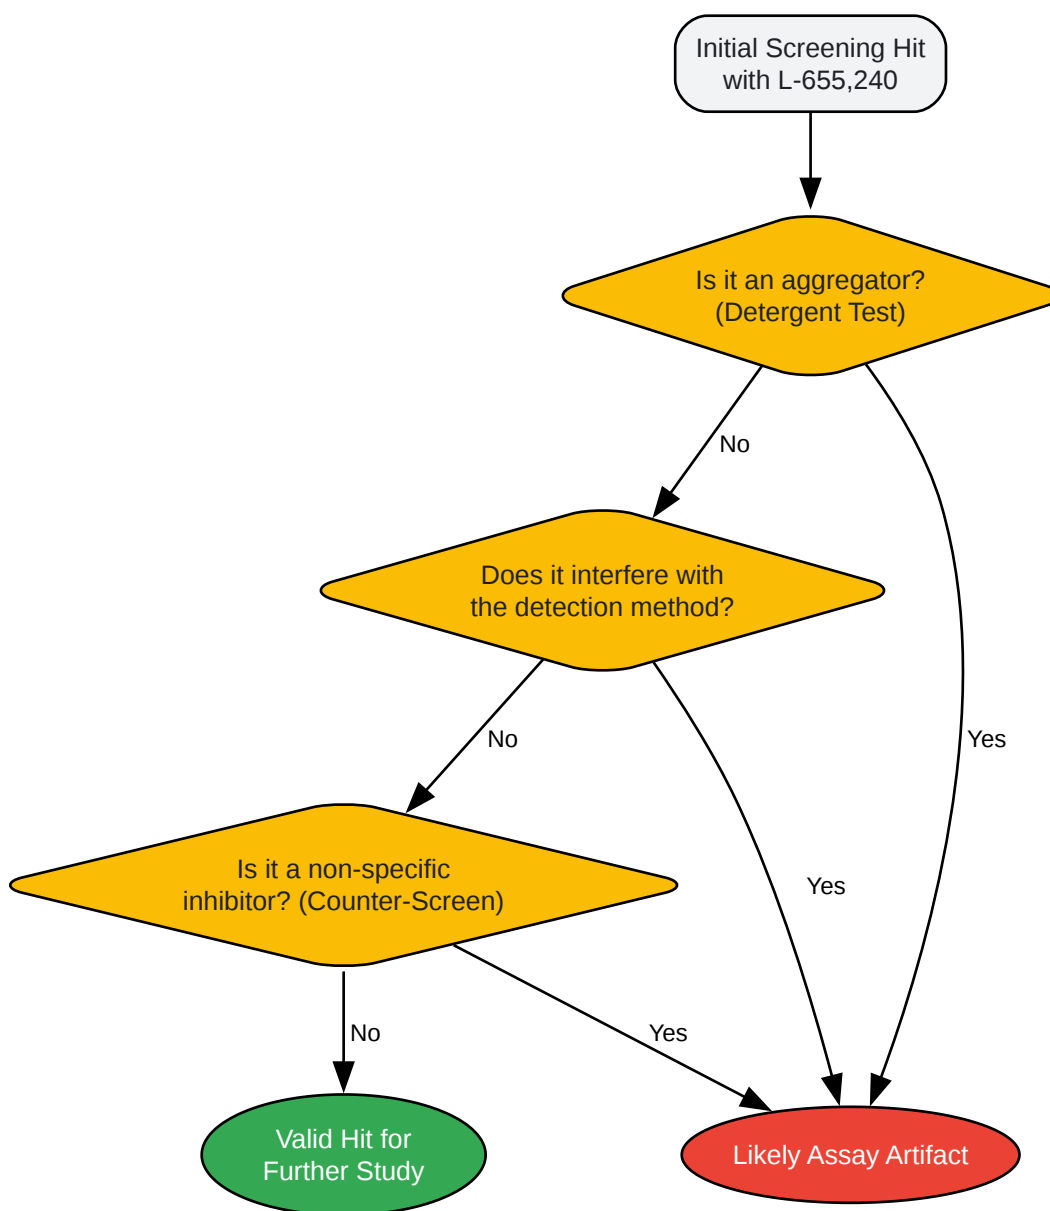 Initial Screening Hit
with L-655,240
Is it an aggregator?
(Detergent Test)
No
Does it interfere with
the detection method?
No
Yes
Is it a non-specific
inhibitor? (Counter-Screen)
Yes
No
Yes
Valid Hit for
Further Study
Likely Assay Artifact